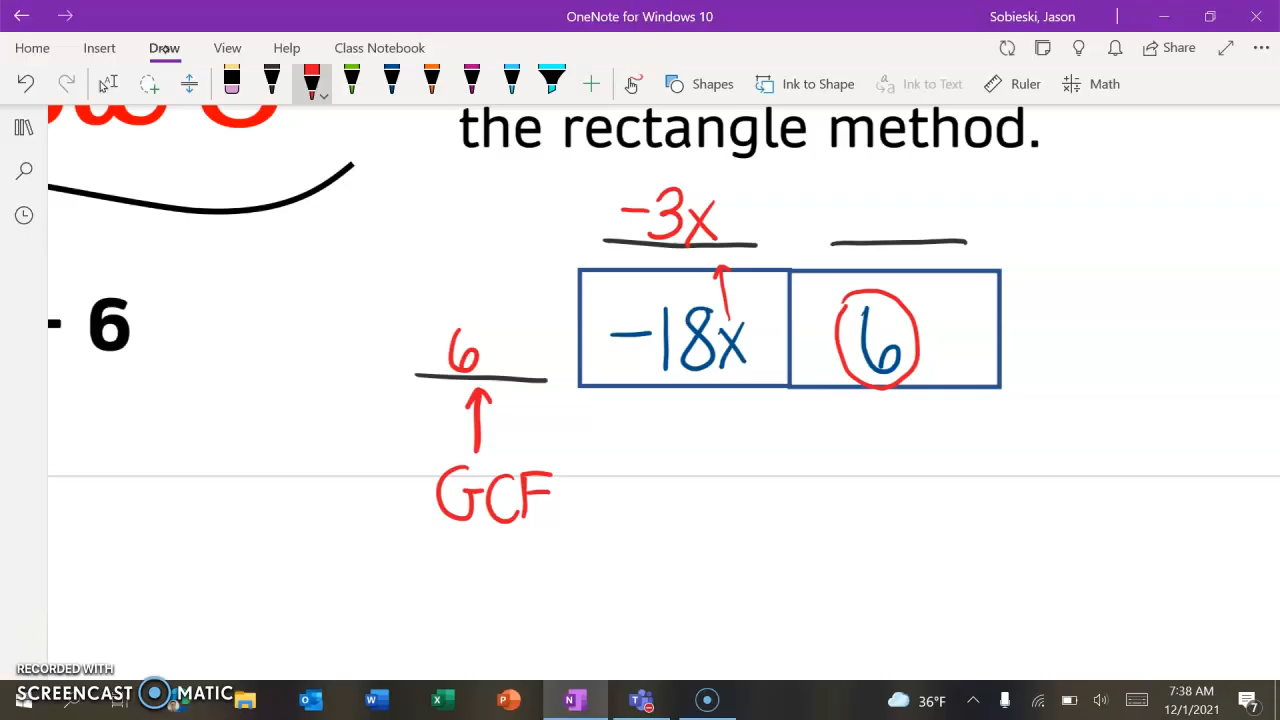 OneNote for Windows 10
Sobieski, Jason
Home Insert Draw View Help Class Notebook
Share
Shapes Ink to Shape Ink to Text Ruler Math
the rectangle method.
-3x
-18x 6
- 6
6
GCF
RECORDED WITH
SCREENCAST MATIC
36°F
7:38 AM
12/1/2021
7